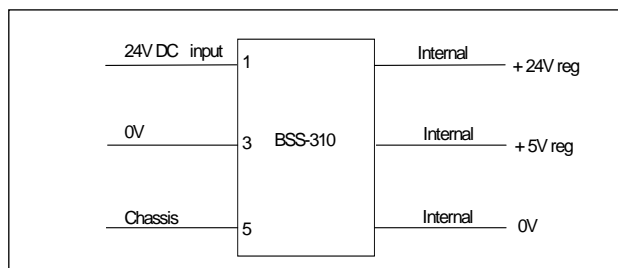 24V DC input
1
Internal
+ 24V reg
0V
3
BSS-310
Internal
+ 5V reg
Chassis
5
Internal
0V